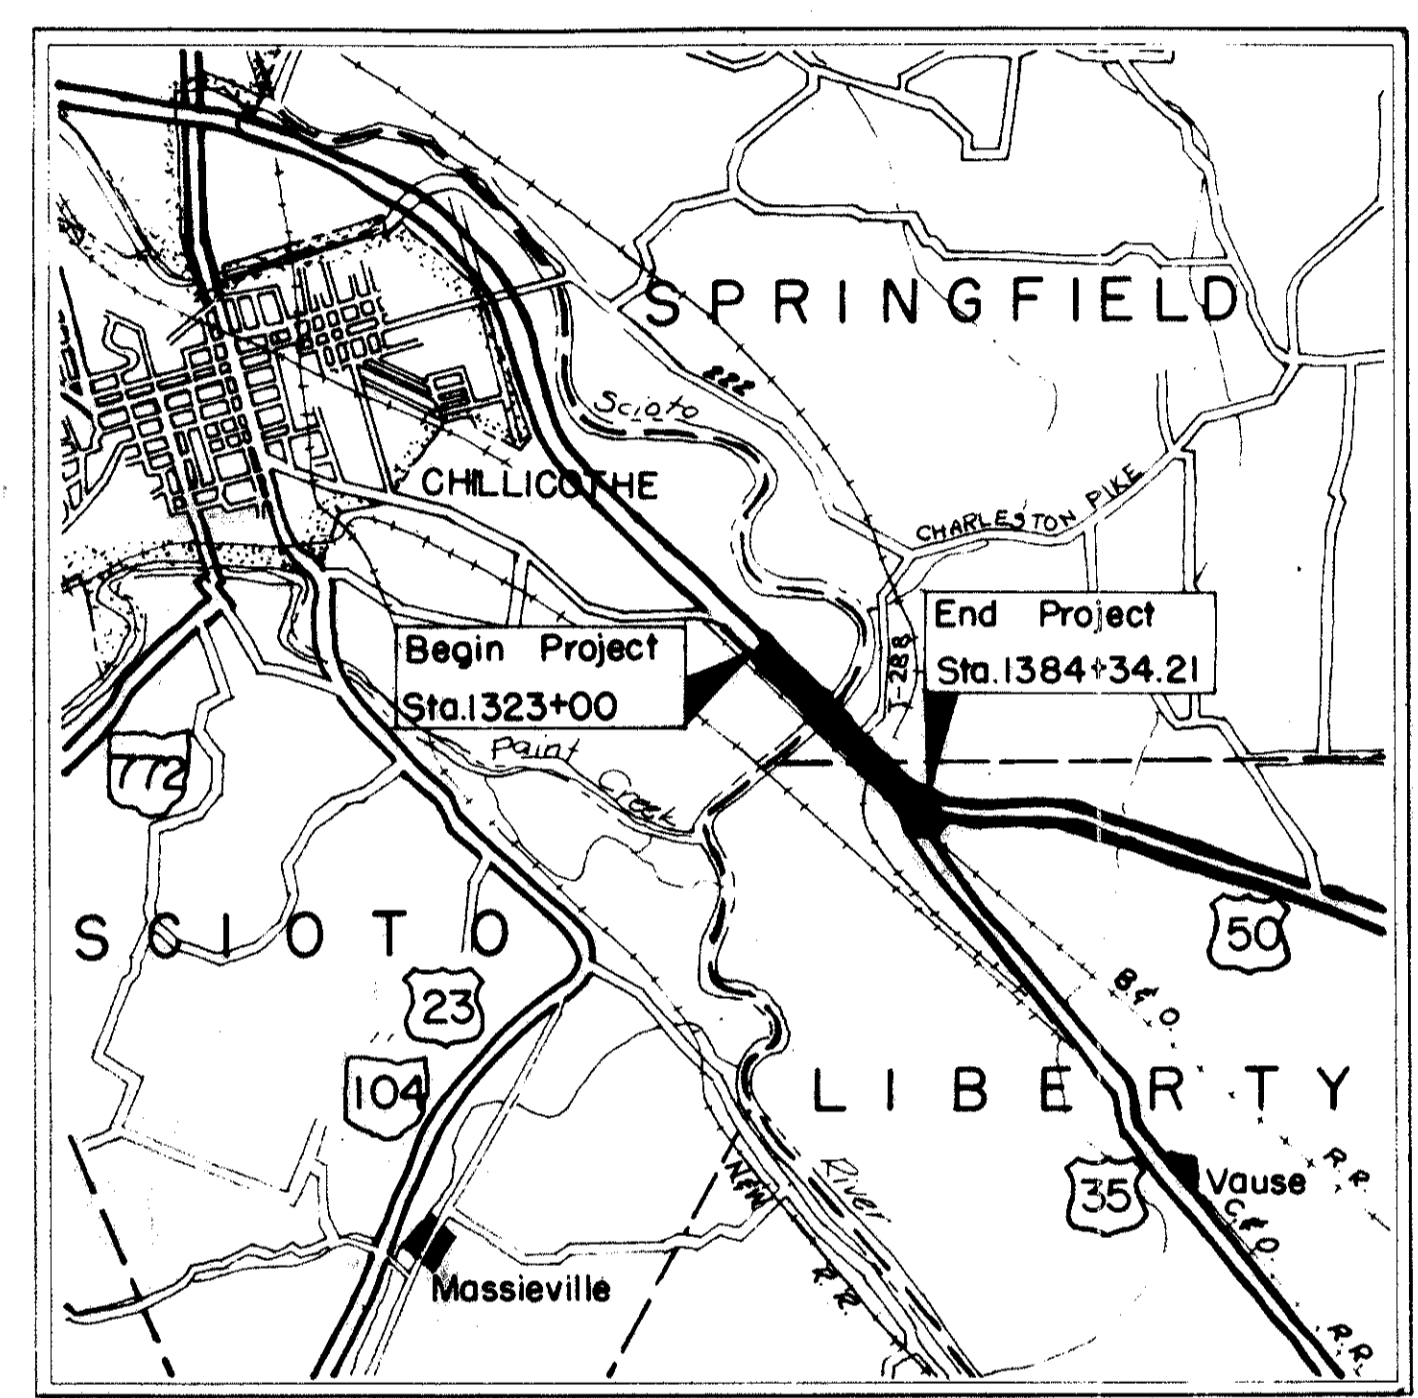 SPRINGFIELD
222
Scioto
CHILLICOTHE
CHARLESTON PIKE
Begin Project
Sta.1323+00
End Project
Sta.1384+34.21
T-288
772
Paint
Creek
SCIOTO
50
23
B.& O.
104
LIBERTY
R.R.
35
Vause
C.& O.
N&W
River
Massieville
R.R.
R.R.